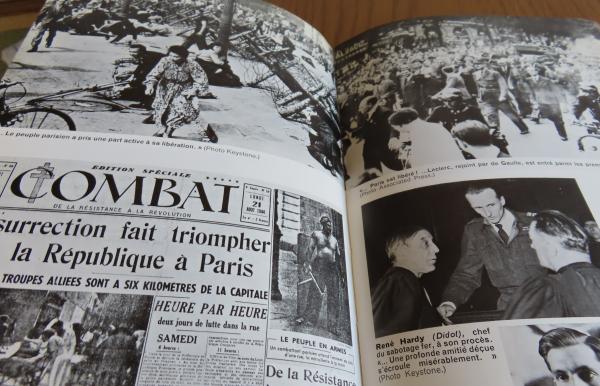 « Le peuple parisien a pris une part active à sa libération. » (Photo Keystone.)
EDITION SPÉCIALE
COMBAT
DE LA RÉSISTANCE A LA RÉVOLUTION
LUNDI
21
surrection fait triompher
la République à Paris
TROUPES ALLIEES SONT A SIX KILOMETRES DE LA CAPITALE
HEURE PAR HEURE
deux jours de lutte dans la rue
SAMEDI
LE PEUPLE EN ARMES
De la Résistance
« Paris est libéré ! ...Leclerc, rejoint par de Gaulle, est entré parmi les prem
(Photo Associated Press.)
René Hardy (Didot), chef
du sabotage fer, à son procès.
« ... Une profonde amitié déçue
s'écroule misérablement. »
(Photo Keystone.)